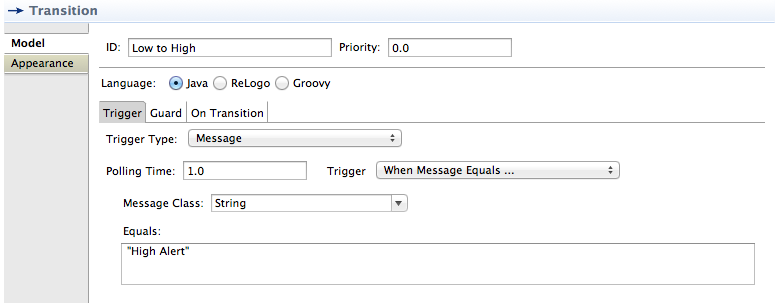 Transition
Model
Appearance
ID: Low to High Priority: 0.0
Language: Java ReLogo Groovy
Trigger Guard On Transition
Trigger Type: Message
Polling Time: 1.0 Trigger When Message Equals ...
Message Class: String
Equals:
"High Alert"